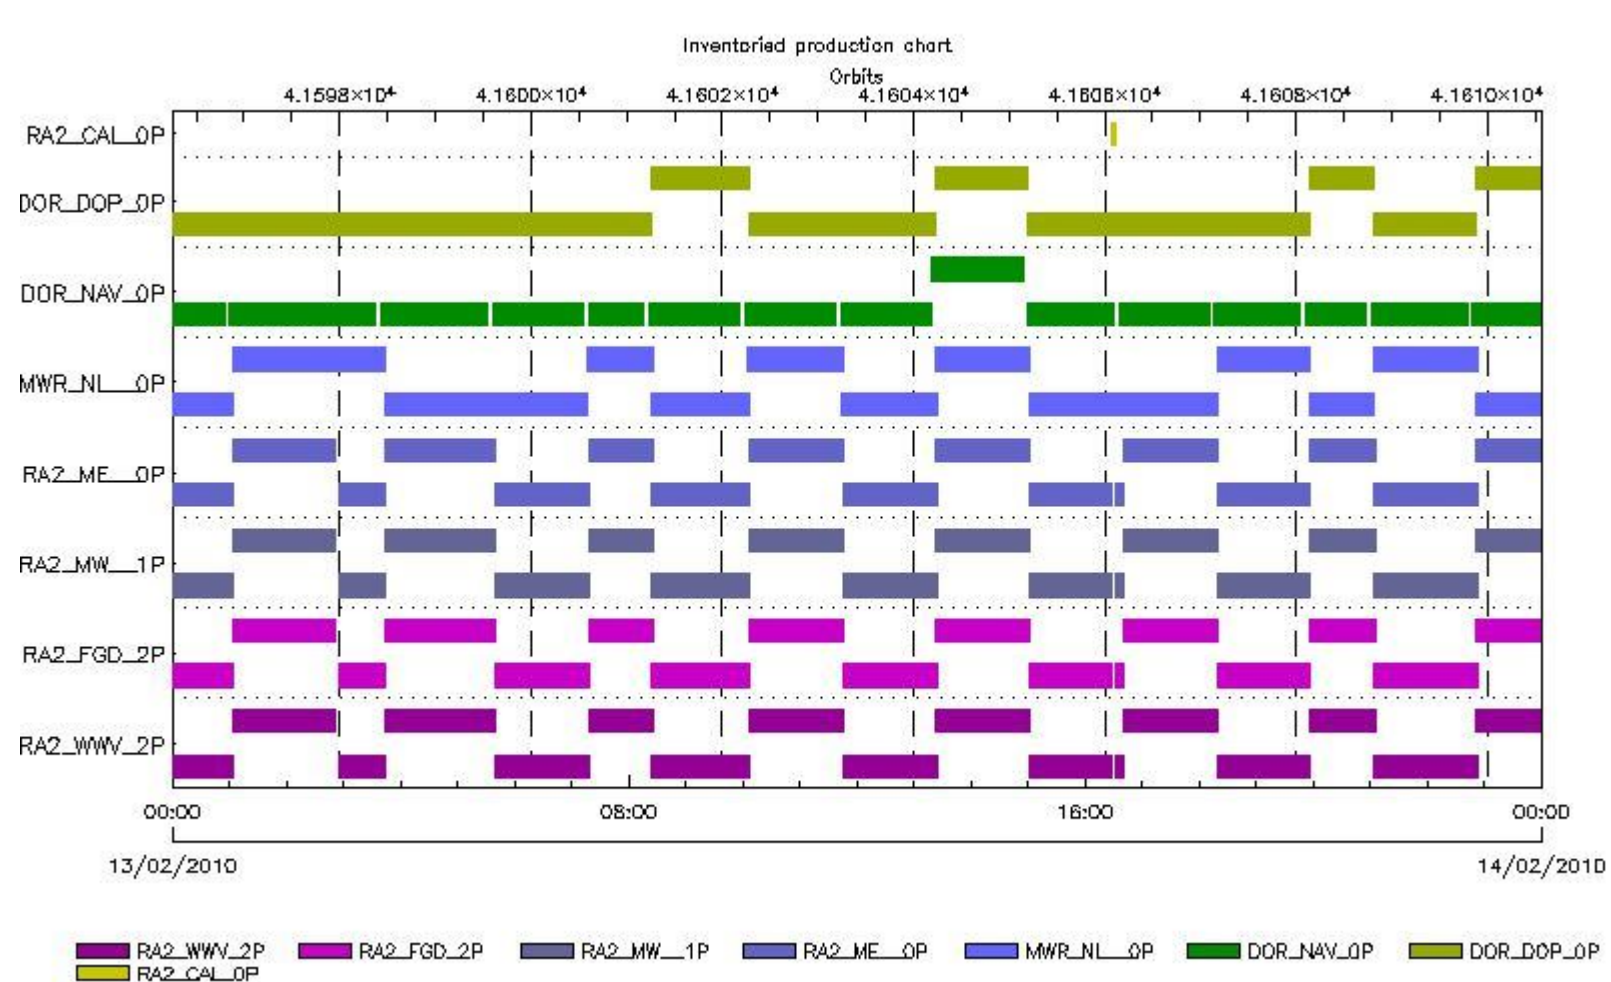 Inventoried production chart
Orbits
4.1598×10⁴ 4.1600×10⁴ 4.1602×10⁴ 4.1604×10⁴ 4.1606×10⁴ 4.1608×10⁴ 4.1610×10⁴
RA2_CAL_0P
DOR_DOP_0P
DOR_NAV_0P
MWR_NL__0P
RA2_ME__0P
RA2_MW__1P
RA2_FGD_2P
RA2_WWV_2P
00:00 08:00 16:00 00:00
13/02/2010 14/02/2010
RA2_WWV_2P RA2_FGD_2P RA2_MW__1P RA2_ME__0P MWR_NL__0P DOR_NAV_0P DOR_DOP_0P
RA2_CAL_0P